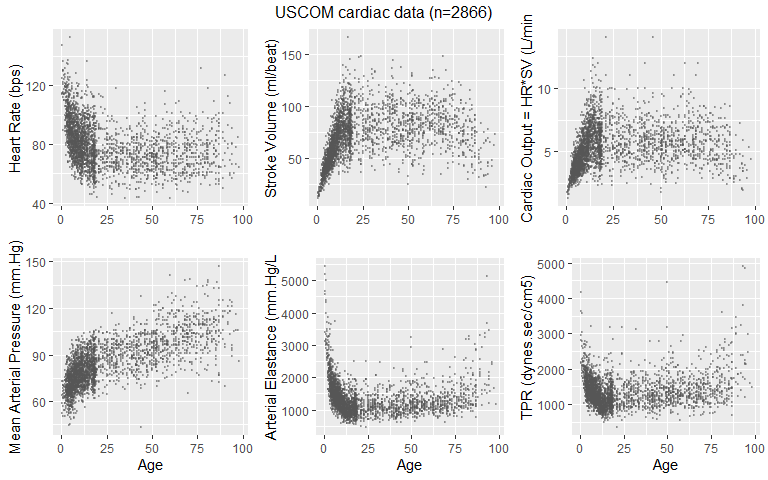 USCOM cardiac data (n=2866)
Heart Rate (bps)
120
80
40
0 25 50 75 100
Stroke Volume (ml/beat)
150
100
50
0 25 50 75 100
Cardiac Output = HR*SV (L/min
10
5
0 25 50 75 100
Mean Arterial Pressure (mm.Hg)
150
120
90
60
0 25 50 75 100
Age
Arterial Elastance (mm.Hg/L
5000
4000
3000
2000
1000
0 25 50 75 100
Age
TPR (dynes.sec/cm5)
5000
4000
3000
2000
1000
0 25 50 75 100
Age